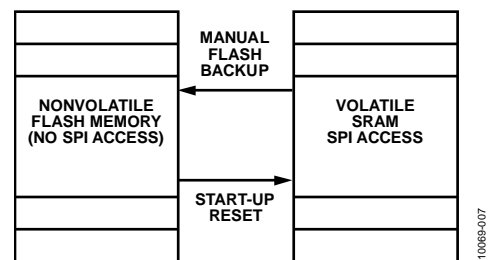 MANUAL
FLASH
BACKUP
NONVOLATILE
FLASH MEMORY
(NO SPI ACCESS)
VOLATILE
SRAM
SPI ACCESS
START-UP
RESET
10069-007